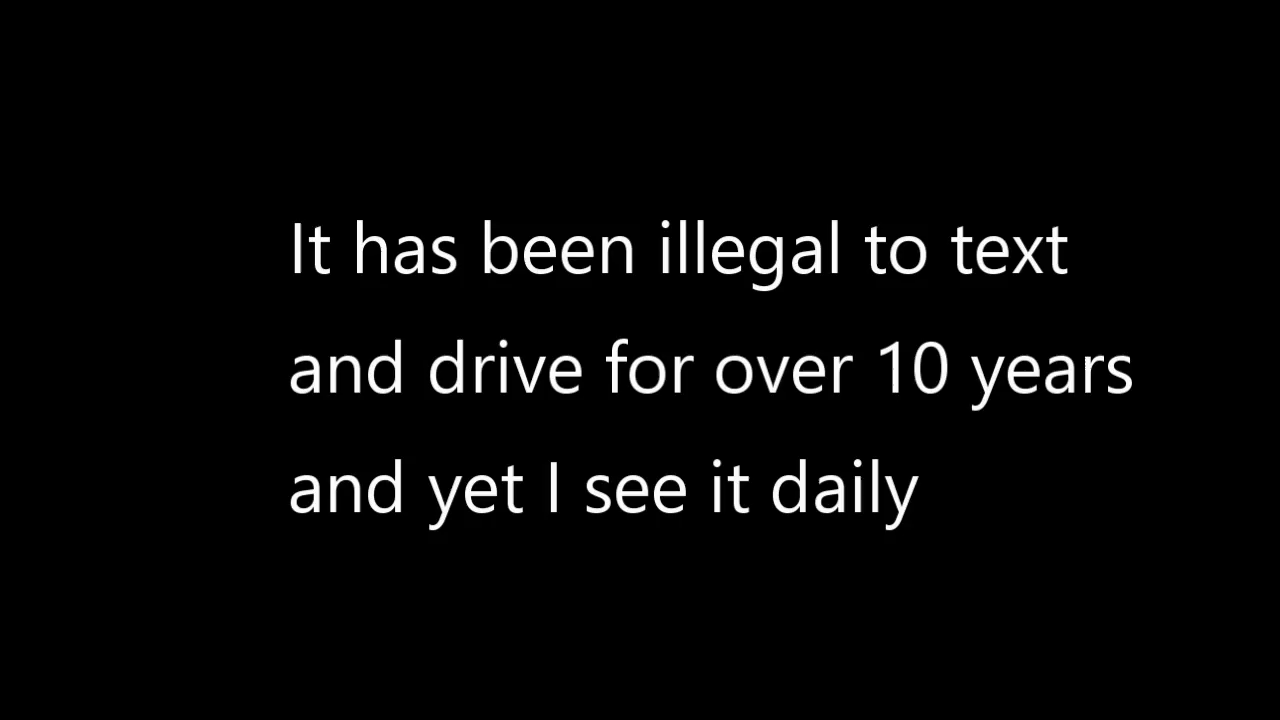 It has been illegal to text
and drive for over 10 years
and yet I see it daily